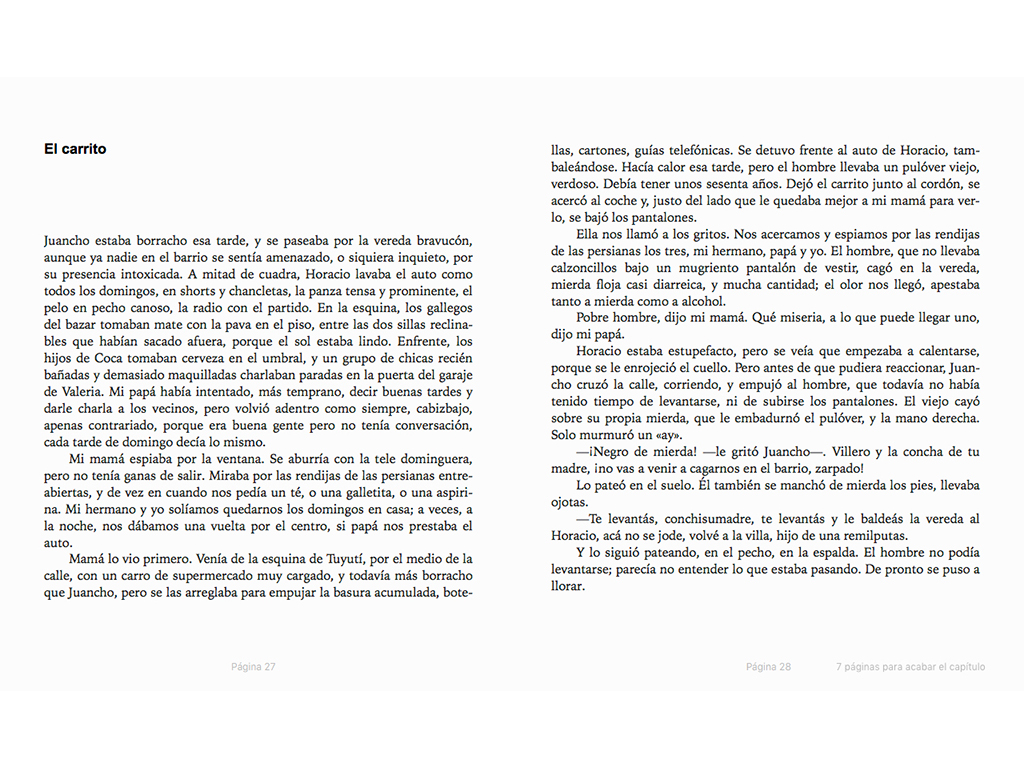 El carrito
Juancho estaba borracho esa tarde, y se paseaba por la vereda bravucón,
aunque ya nadie en el barrio se sentía amenazado, o siquiera inquieto, por
su presencia intoxicada. A mitad de cuadra, Horacio lavaba el auto como
todos los domingos, en shorts y chancletas, la panza tensa y prominente, el
pelo en pecho canoso, la radio con el partido. En la esquina, los gallegos
del bazar tomaban mate con la pava en el piso, entre las dos sillas reclina-
bles que habían sacado afuera, porque el sol estaba lindo. Enfrente, los
hijos de Coca tomaban cerveza en el umbral, y un grupo de chicas recién
bañadas y demasiado maquilladas charlaban paradas en la puerta del garaje
de Valeria. Mi papá había intentado, más temprano, decir buenas tardes y
darle charla a los vecinos, pero volvió adentro como siempre, cabizbajo,
apenas contrariado, porque era buena gente pero no tenía conversación,
cada tarde de domingo decía lo mismo.
Mi mamá espiaba por la ventana. Se aburría con la tele dominguera,
pero no tenía ganas de salir. Miraba por las rendijas de las persianas entre-
abiertas, y de vez en cuando nos pedía un té, o una galletita, o una aspiri-
na. Mi hermano y yo solíamos quedarnos los domingos en casa; a veces, a
la noche, nos dábamos una vuelta por el centro, si papá nos prestaba el
auto.
Mamá lo vio primero. Venía de la esquina de Tuyutí, por el medio de la
calle, con un carro de supermercado muy cargado, y todavía más borracho
que Juancho, pero se las arreglaba para empujar la basura acumulada, bote-
Página 27
llas, cartones, guías telefónicas. Se detuvo frente al auto de Horacio, tam-
baleándose. Hacía calor esa tarde, pero el hombre llevaba un pulóver viejo,
verdoso. Debía tener unos sesenta años. Dejó el carrito junto al cordón, se
acercó al coche y, justo del lado que le quedaba mejor a mi mamá para ver-
lo, se bajó los pantalones.
Ella nos llamó a los gritos. Nos acercamos y espiamos por las rendijas
de las persianas los tres, mi hermano, papá y yo. El hombre, que no llevaba
calzoncillos bajo un mugriento pantalón de vestir, cagó en la vereda,
mierda floja casi diarreica, y mucha cantidad; el olor nos llegó, apestaba
tanto a mierda como a alcohol.
Pobre hombre, dijo mi mamá. Qué miseria, a lo que puede llegar uno,
dijo mi papá.
Horacio estaba estupefacto, pero se veía que empezaba a calentarse,
porque se le enrojeció el cuello. Pero antes de que pudiera reaccionar, Juan-
cho cruzó la calle, corriendo, y empujó al hombre, que todavía no había
tenido tiempo de levantarse, ni de subirse los pantalones. El viejo cayó
sobre su propia mierda, que le embadurnó el pulóver, y la mano derecha.
Solo murmuró un «ay».
—¡Negro de mierda! —le gritó Juancho—. Villero y la concha de tu
madre, ¡no vas a venir a cagarnos en el barrio, zarpado!
Lo pateó en el suelo. Él también se manchó de mierda los pies, llevaba
ojotas.
—Te levantás, conchisumadre, te levantás y le baldeás la vereda al
Horacio, acá no se jode, volvé a la villa, hijo de una remilputas.
Y lo siguió pateando, en el pecho, en la espalda. El hombre no podía
levantarse; parecía no entender lo que estaba pasando. De pronto se puso a
llorar.
Página 28
7 páginas para acabar el capítulo